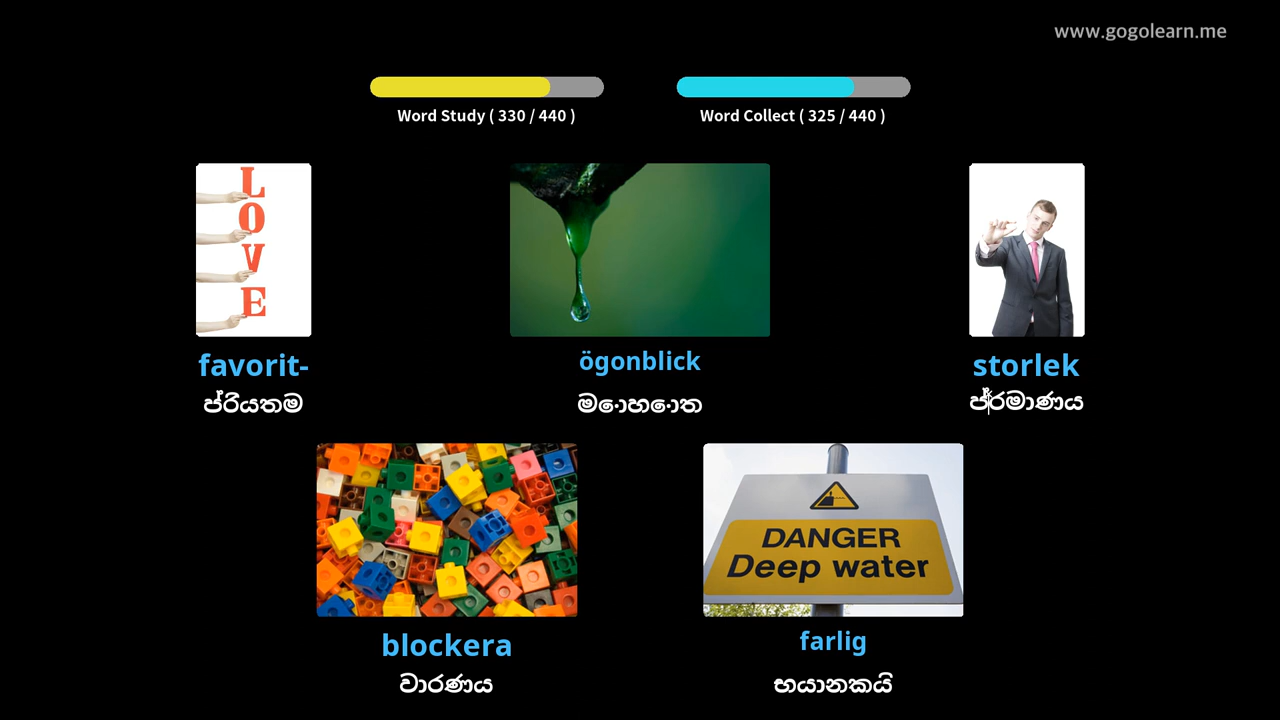 www.gogolearn.me
Word Study ( 330 / 440 )
Word Collect ( 325 / 440 )
L
O
V
E
favorit-
ප්රියතම
ögonblick
මොහොත
storlek
ප්රමාණය
DANGER
Deep water
blockera
වාරණය
farlig
භයානකයි